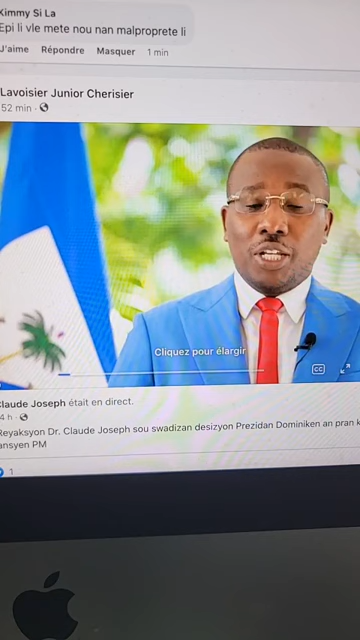 Kimmy Si La
Epi li vle mete nou nan malproprete li
J'aime Répondre Masquer 1 min
Lavoisier Junior Cherisier
52 min ·
Cliquez pour élargir
CC
Claude Joseph était en direct.
4 h ·
Reyaksyon Dr. Claude Joseph sou swadizan desizyon Prezidan Dominiken an pran k
ansyen PM
1